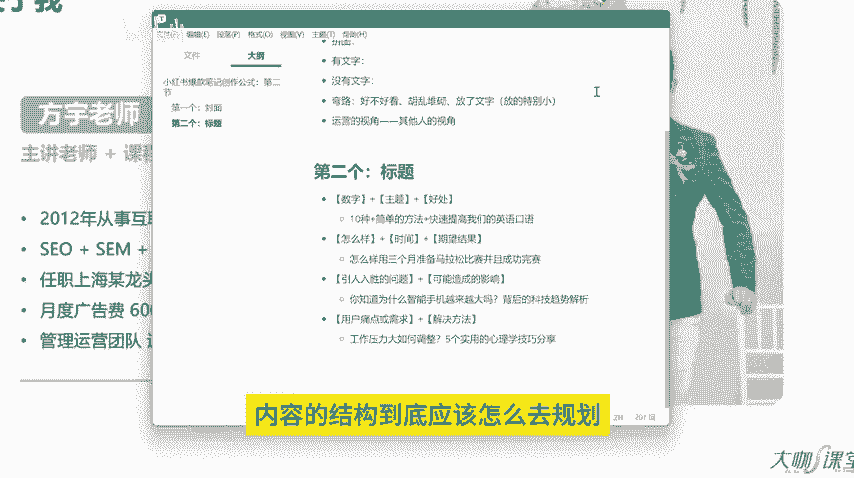 方宇老师
主讲老师 + 课程
2012年从事互联
SEO + SEM +
任职上海某龙头
月度广告费 600
管理运营团队
编辑(E) 段落(P) 格式(O) 视图(V) 主题(T) 帮助(H)
文件 大纲
小红书爆款笔记创作公式:第二节
第一个:封面
第二个:标题
有文字:
没有文字:
弯路:好不好看、胡乱堆砌、放了文字(放的特别小)
运营的视角——其他人的视角
第二个:标题
【数字】+【主题】+【好处】
10种+简单的方法+快速提高我们的英语口语
【怎么样】+【时间】+【期望结果】
怎么样用三个月准备马拉松比赛并且成功完赛
【引人入胜的问题】+【可能造成的影响】
你知道为什么智能手机越来越大吗?背后的科技趋势解析
【用户痛点或需求】+【解决方法】
工作压力大如何调整?5个实用的心理学技巧分享
内容的结构到底应该怎么去规划
大咖课堂